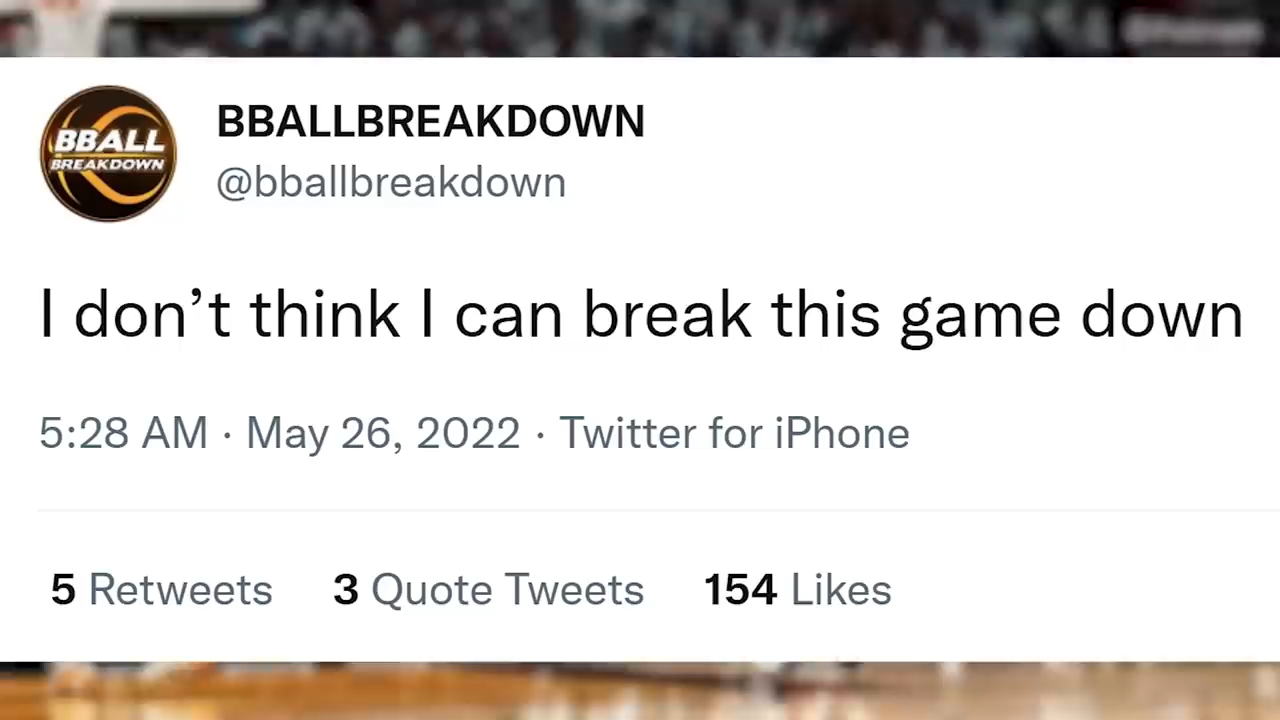 BBALL
BREAKDOWN
BBALLBREAKDOWN
@bballbreakdown
I don’t think I can break this game down
5:28 AM · May 26, 2022 · Twitter for iPhone
5 Retweets 3 Quote Tweets 154 Likes